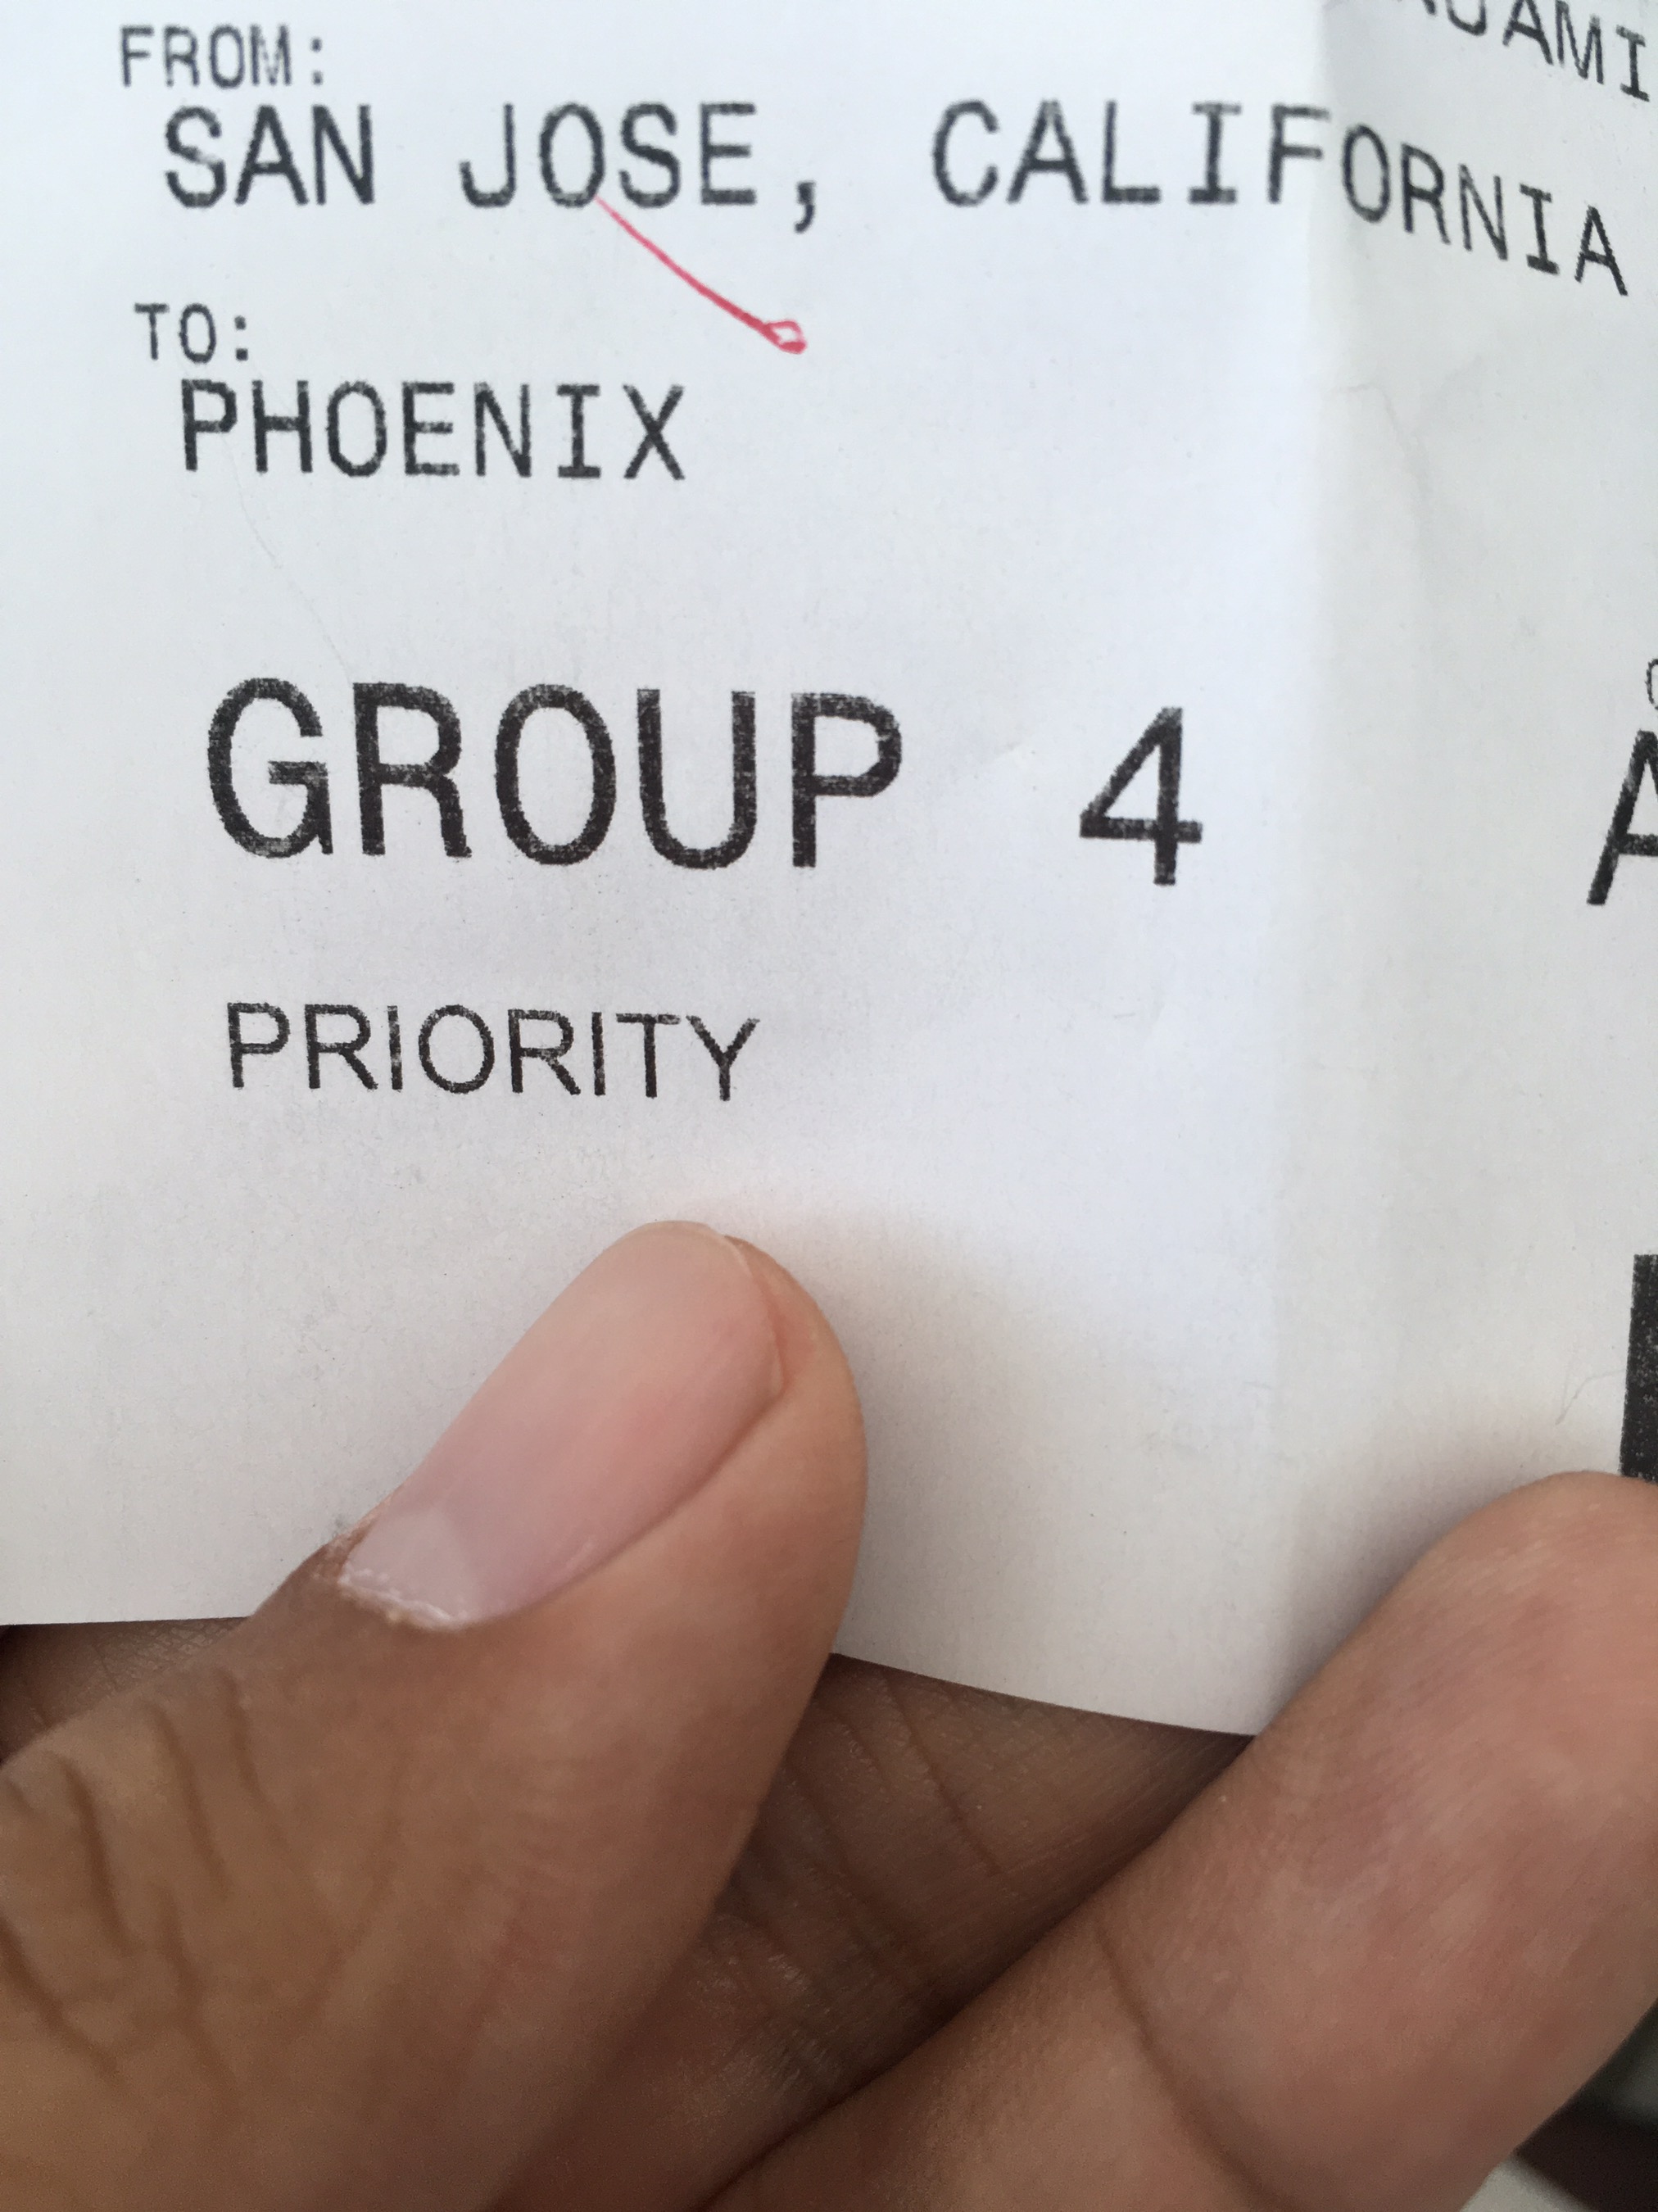 FROM:
SAN JOSE, CALIFORNIA
TO:
PHOENIX
GROUP 4
PRIORITY